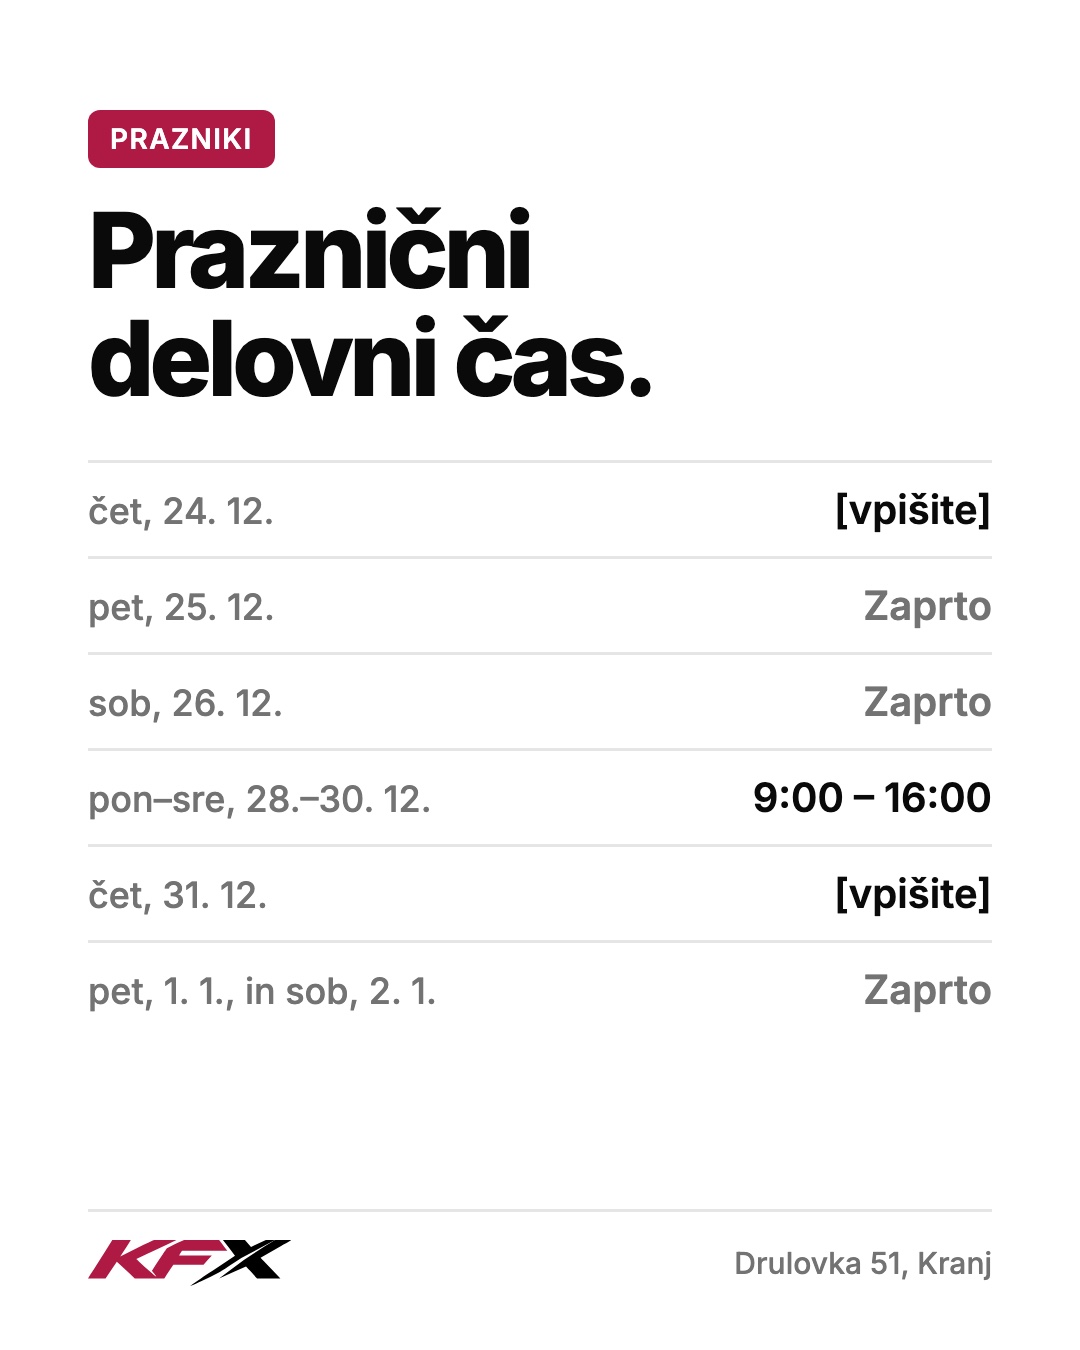 PRAZNIKI
Praznični
delovni čas.
čet, 24. 12. [vpišite]
pet, 25. 12. Zaprto
sob, 26. 12. Zaprto
pon–sre, 28.–30. 12. 9:00 – 16:00
čet, 31. 12. [vpišite]
pet, 1. 1., in sob, 2. 1. Zaprto
KFX Drulovka 51, Kranj